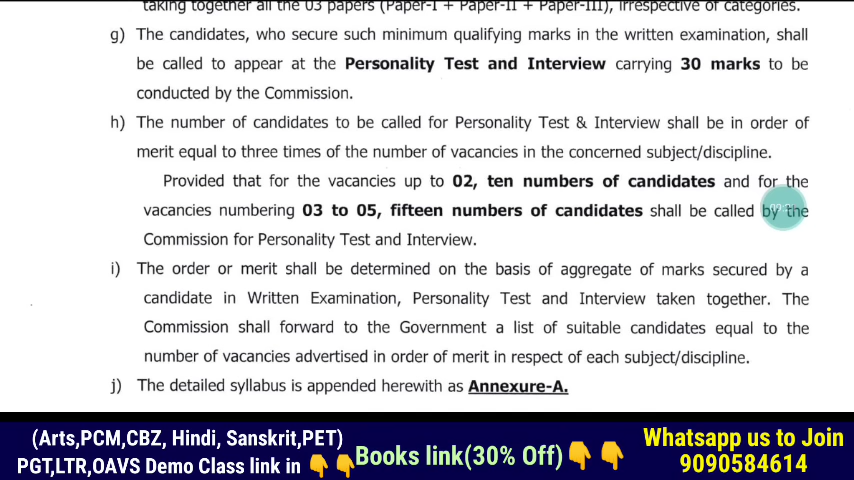 taking together all the 03 papers (Paper-I + Paper-II + Paper-III), irrespective of categories.
g) The candidates, who secure such minimum qualifying marks in the written examination, shall
be called to appear at the Personality Test and Interview carrying 30 marks to be
conducted by the Commission.
h) The number of candidates to be called for Personality Test & Interview shall be in order of
merit equal to three times of the number of vacancies in the concerned subject/discipline.
Provided that for the vacancies up to 02, ten numbers of candidates and for the
vacancies numbering 03 to 05, fifteen numbers of candidates shall be called by the
Commission for Personality Test and Interview.
i) The order or merit shall be determined on the basis of aggregate of marks secured by a
candidate in Written Examination, Personality Test and Interview taken together. The
Commission shall forward to the Government a list of suitable candidates equal to the
number of vacancies advertised in order of merit in respect of each subject/discipline.
j) The detailed syllabus is appended herewith as Annexure-A.
(Arts,PCM,CBZ, Hindi, Sanskrit,PET)
PGT,LTR,OAVS Demo Class link in
Books link(30% Off)
Whatsapp us to Join
9090584614